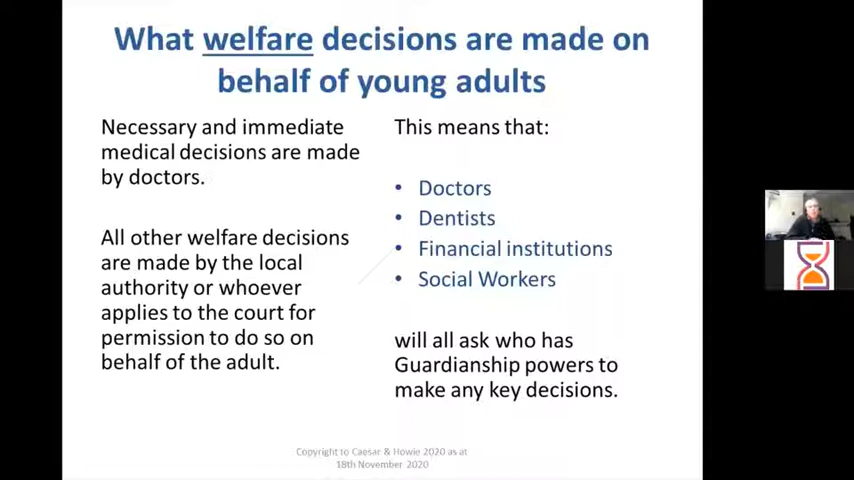 What welfare decisions are made on
behalf of young adults
Necessary and immediate
medical decisions are made
by doctors.
All other welfare decisions
are made by the local
authority or whoever
applies to the court for
permission to do so on
behalf of the adult.
This means that:
• Doctors
• Dentists
• Financial institutions
• Social Workers
will all ask who has
Guardianship powers to
make any key decisions.
Copyright to Caesar & Howie 2020 as at
18th November 2020